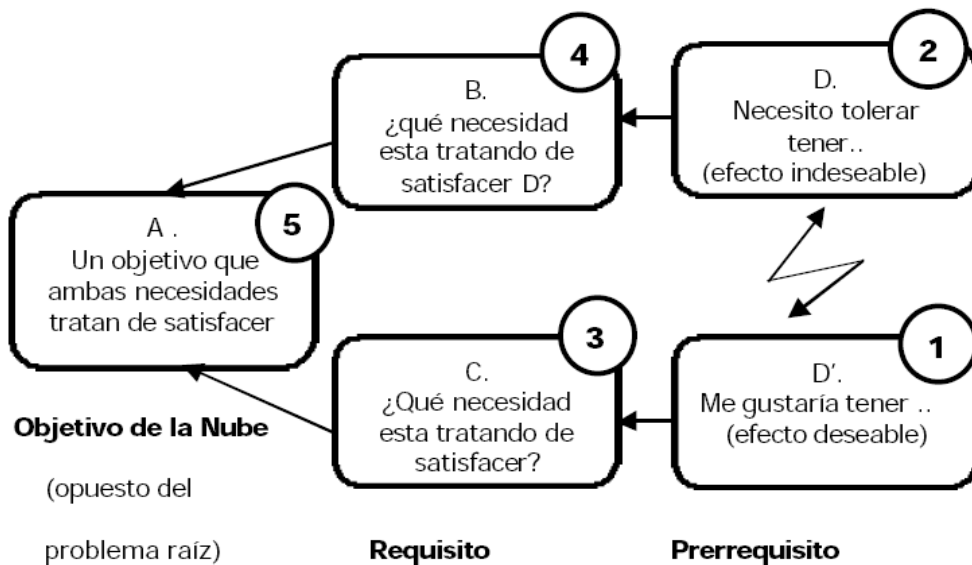 4
B.
¿qué necesidad
esta tratando de
satisfacer D?
2
D.
Necesito tolerar
tener..
(efecto indeseable)
5
A .
Un objetivo que
ambas necesidades
tratan de satisfacer
3
C.
¿Qué necesidad
esta tratando de
satisfacer?
1
D’.
Me gustaría tener ..
(efecto deseable)
Objetivo de la Nube
(opuesto del
problema raíz)
Requisito
Prerrequisito